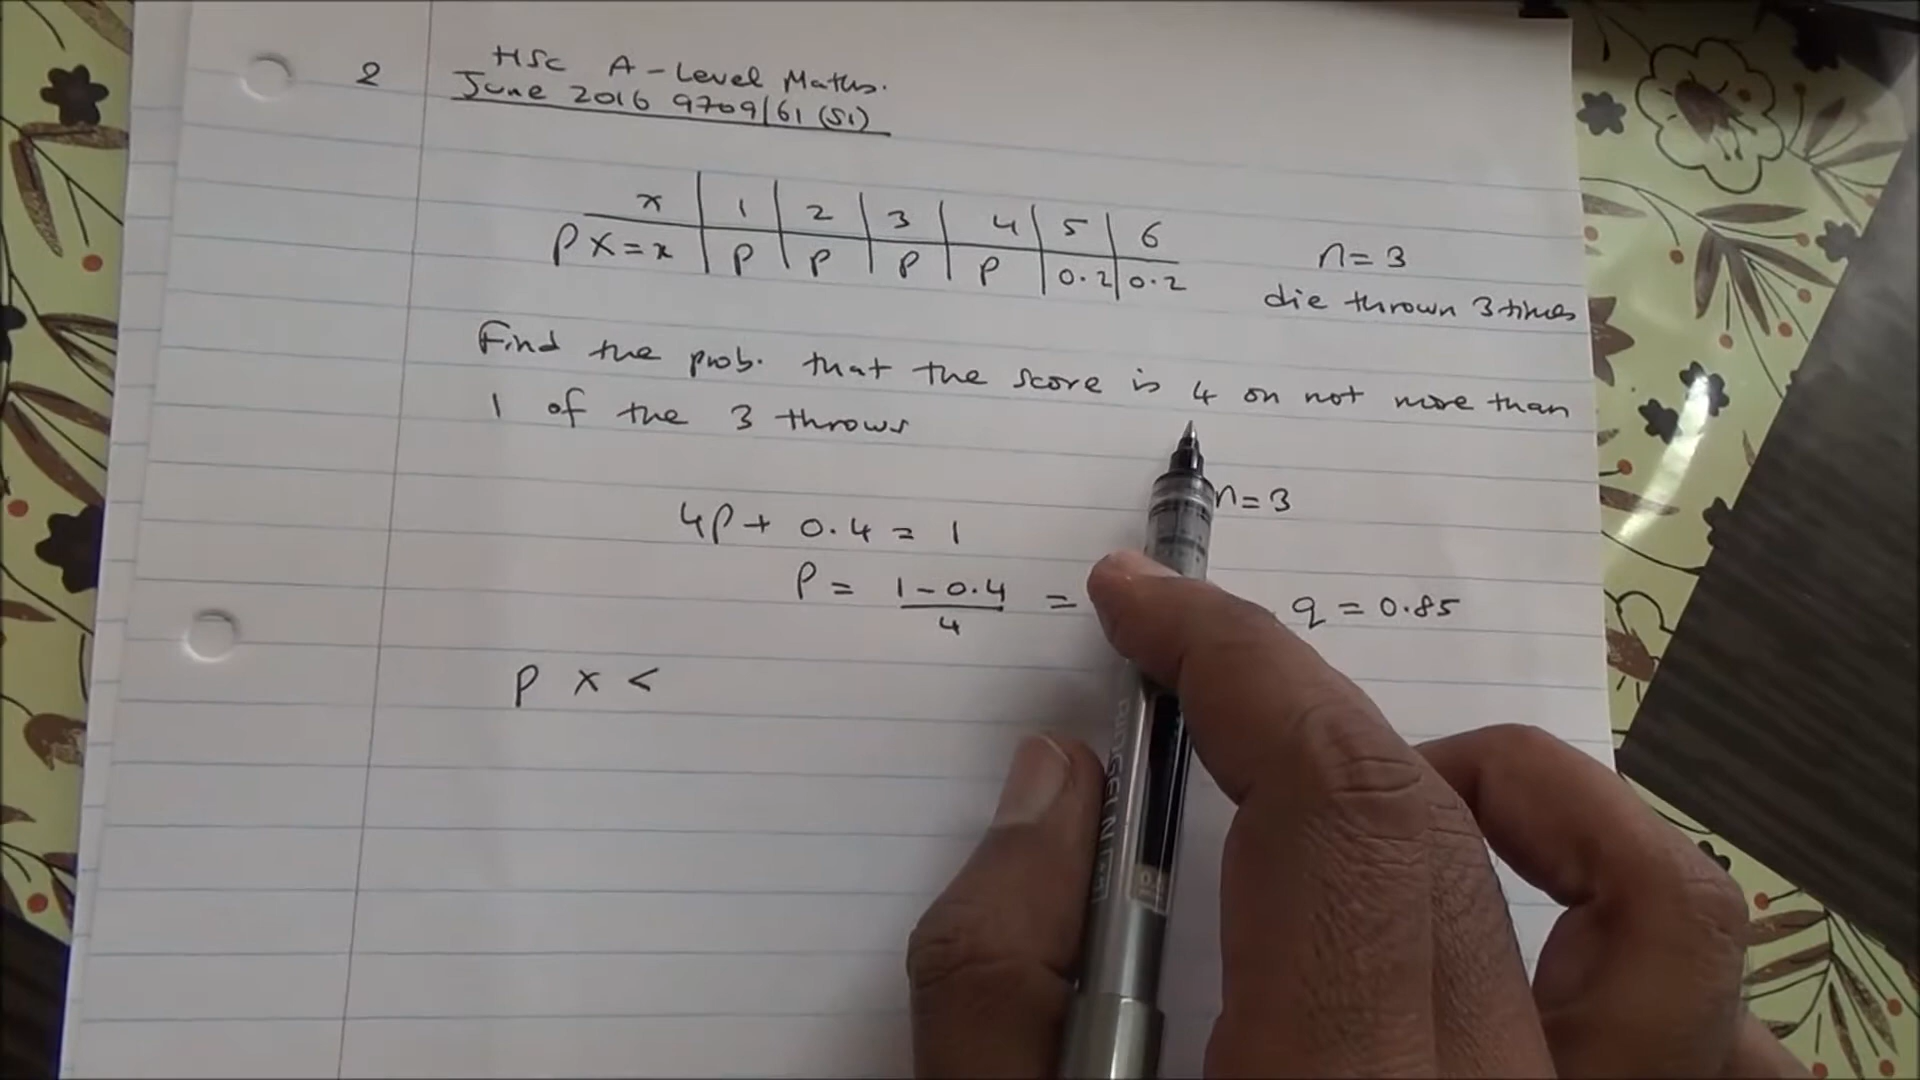 2
HSC A-Level Maths.
June 2016 9709/61 (S1)
x | 1 | 2 | 3 | 4 | 5 | 6
P X=x | P | P | P | P | 0.2 | 0.2
n=3
die thrown 3 times
Find the prob. that the score is 4 on not more than
1 of the 3 throws
n=3
4P+ 0.4 = 1
P = 1-0.4 =
4
q = 0.85
P X <